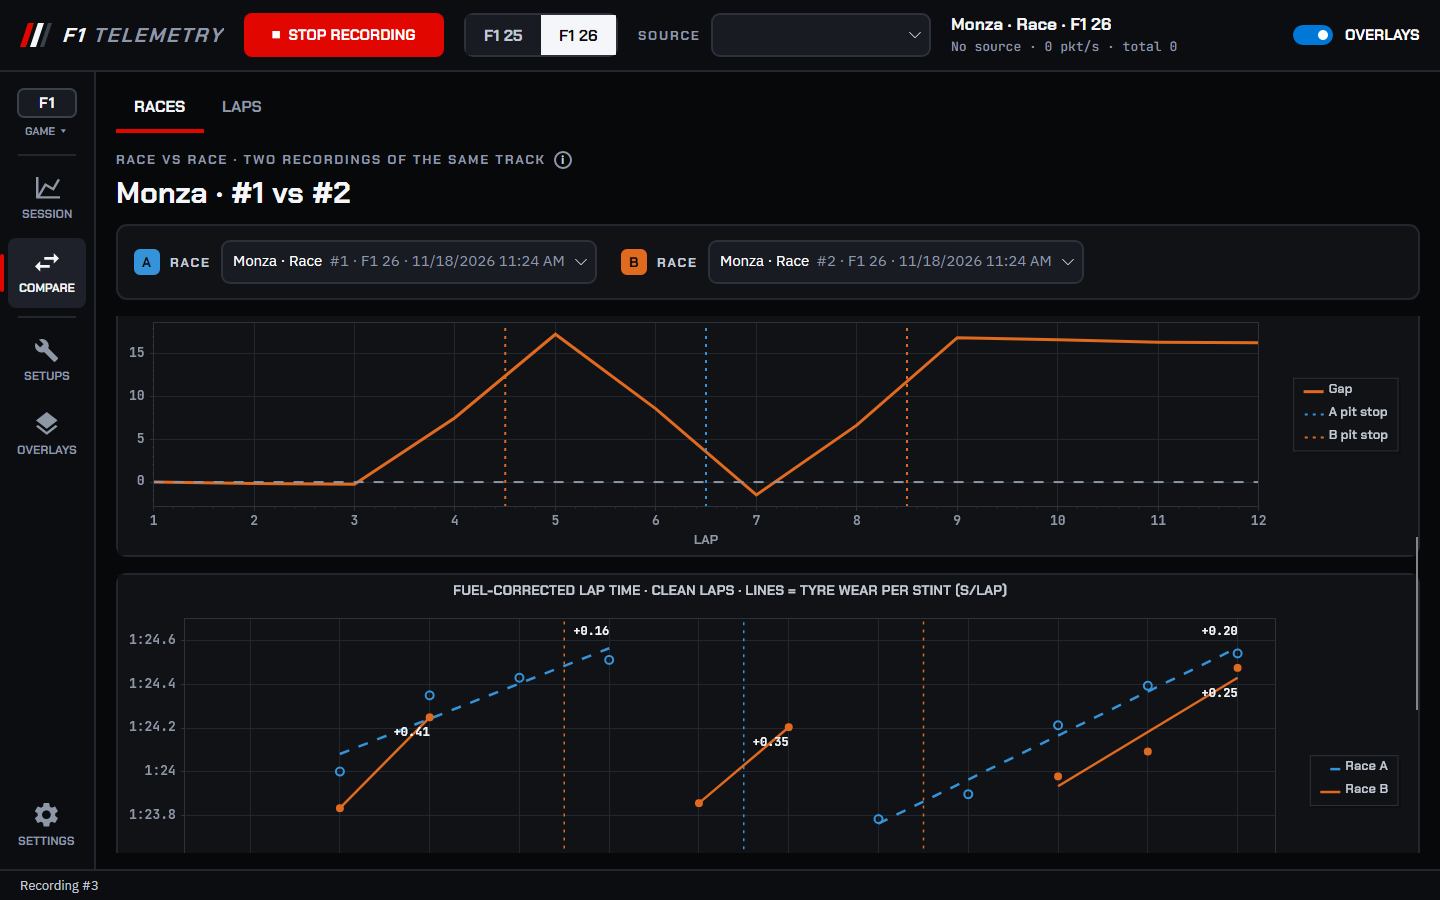 F1 TELEMETRY
STOP RECORDING
F1 25
F1 26
SOURCE
Monza · Race · F1 26
No source · 0 pkt/s · total 0
OVERLAYS
F1
GAME
SESSION
COMPARE
SETUPS
OVERLAYS
SETTINGS
RACES
LAPS
RACE VS RACE · TWO RECORDINGS OF THE SAME TRACK
Monza · #1 vs #2
A RACE Monza · Race #1 · F1 26 · 11/18/2026 11:24 AM
B RACE Monza · Race #2 · F1 26 · 11/18/2026 11:24 AM
15
10
5
0
1 2 3 4 5 6 7 8 9 10 11 12
LAP
Gap
A pit stop
B pit stop
FUEL-CORRECTED LAP TIME · CLEAN LAPS · LINES = TYRE WEAR PER STINT (S/LAP)
1:24.6
1:24.4
1:24.2
1:24
1:23.8
+0.16
+0.20
+0.25
+0.41
+0.35
Race A
Race B
Recording #3